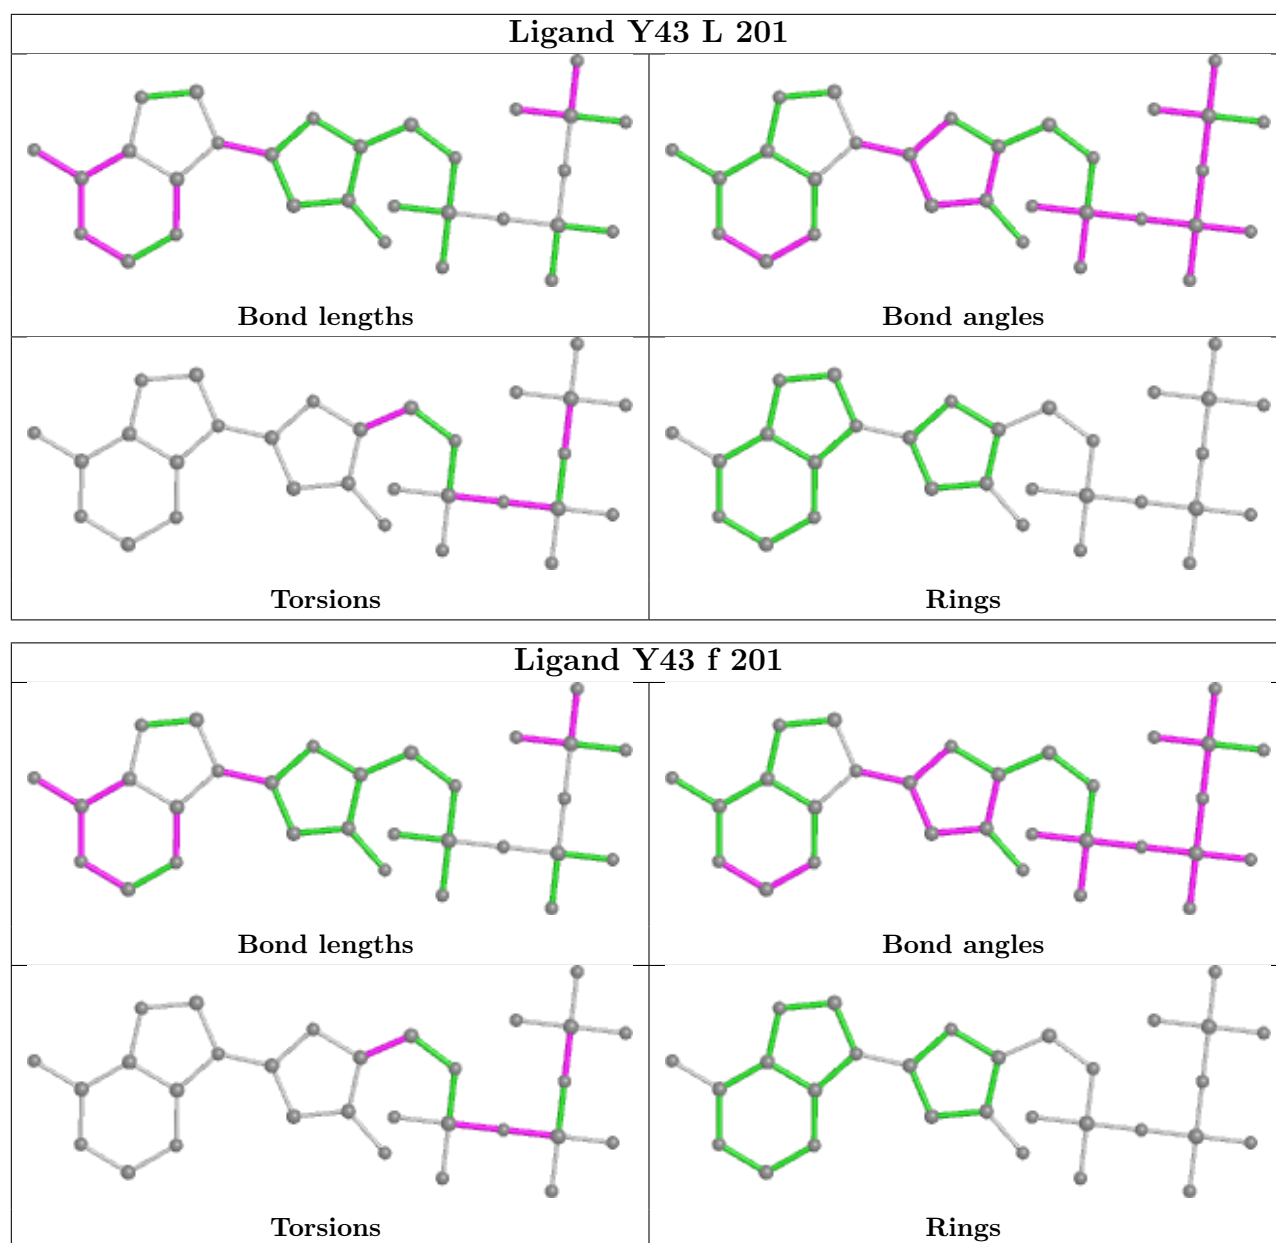 Ligand Y43 L 201
Bond lengths
Bond angles
Torsions
Rings
Ligand Y43 f 201
Bond lengths
Bond angles
Torsions
Rings